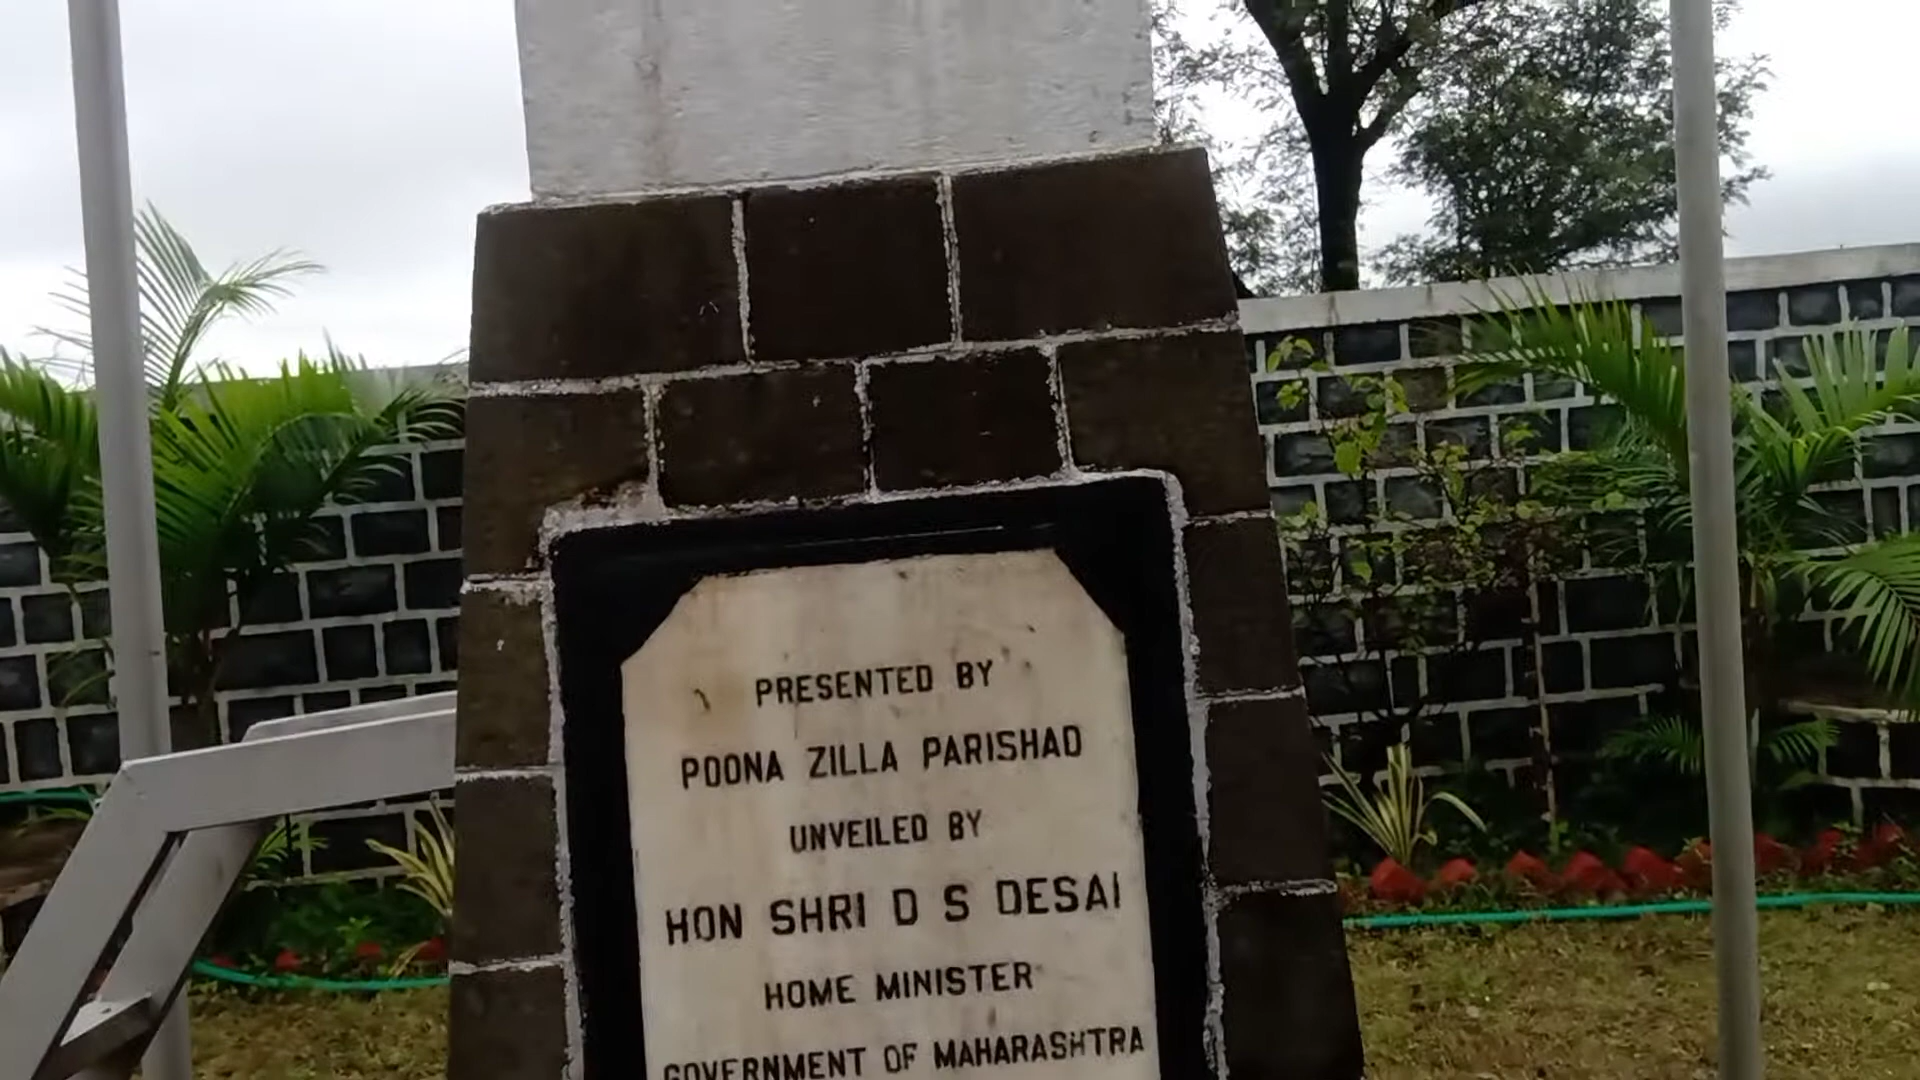 PRESENTED BY
POONA ZILLA PARISHAD
UNVEILED BY
HON SHRI D S DESAI
HOME MINISTER
GOVERNMENT OF MAHARASHTRA